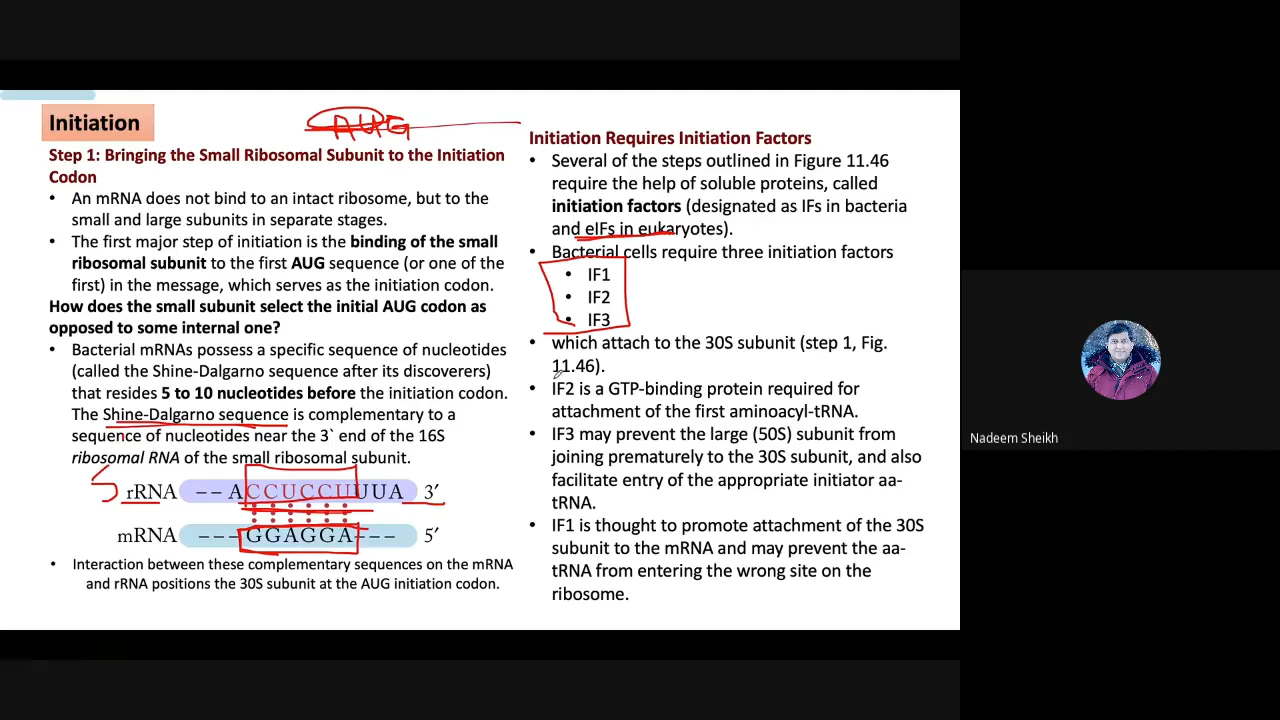 Initiation
AUG
Step 1: Bringing the Small Ribosomal Subunit to the Initiation
Codon
• An mRNA does not bind to an intact ribosome, but to the
small and large subunits in separate stages.
• The first major step of initiation is the binding of the small
ribosomal subunit to the first AUG sequence (or one of the
first) in the message, which serves as the initiation codon.
How does the small subunit select the initial AUG codon as
opposed to some internal one?
• Bacterial mRNAs possess a specific sequence of nucleotides
(called the Shine-Dalgarno sequence after its discoverers)
that resides 5 to 10 nucleotides before the initiation codon.
The Shine-Dalgarno sequence is complementary to a
sequence of nucleotides near the 3` end of the 16S
ribosomal RNA of the small ribosomal subunit.
5 rRNA -- ACCUCCUUUA 3′
mRNA ---GGAGGA--- 5′
• Interaction between these complementary sequences on the mRNA
and rRNA positions the 30S subunit at the AUG initiation codon.
Initiation Requires Initiation Factors
• Several of the steps outlined in Figure 11.46
require the help of soluble proteins, called
initiation factors (designated as IFs in bacteria
and eIFs in eukaryotes).
• Bacterial cells require three initiation factors
• IF1
• IF2
• IF3
• which attach to the 30S subunit (step 1, Fig.
11.46).
• IF2 is a GTP-binding protein required for
attachment of the first aminoacyl-tRNA.
• IF3 may prevent the large (50S) subunit from
joining prematurely to the 30S subunit, and also
facilitate entry of the appropriate initiator aa-
tRNA.
• IF1 is thought to promote attachment of the 30S
subunit to the mRNA and may prevent the aa-
tRNA from entering the wrong site on the
ribosome.
Nadeem Sheikh